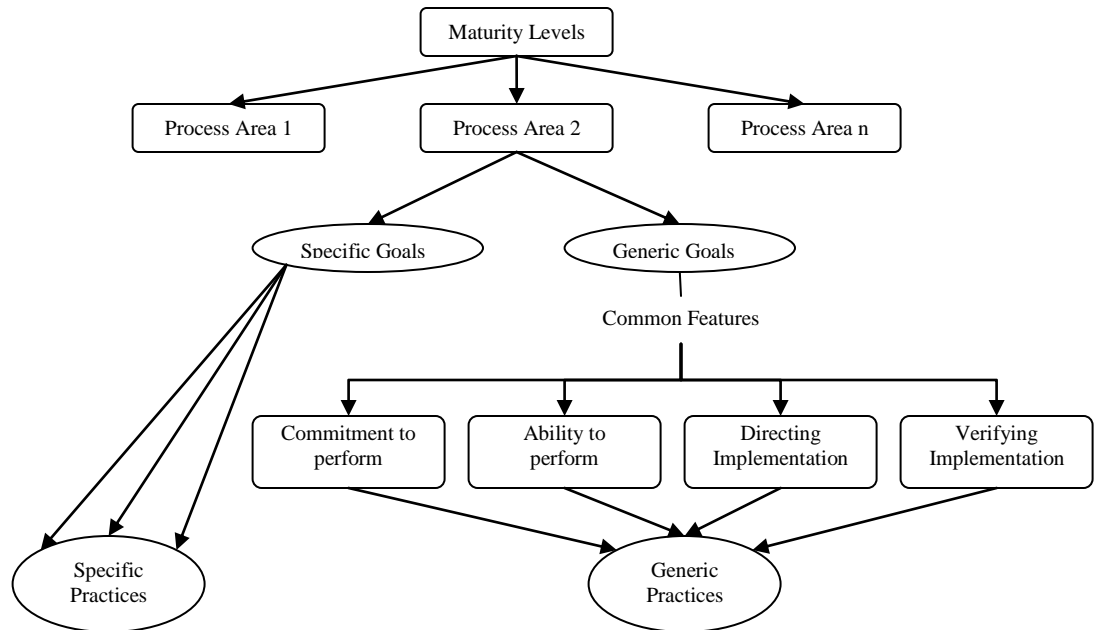 Maturity Levels
Process Area 1
Process Area 2
Process Area n
Specific Goals
Generic Goals
Common Features
Commitment to
perform
Ability to
perform
Directing
Implementation
Verifying
Implementation
Specific
Practices
Generic
Practices